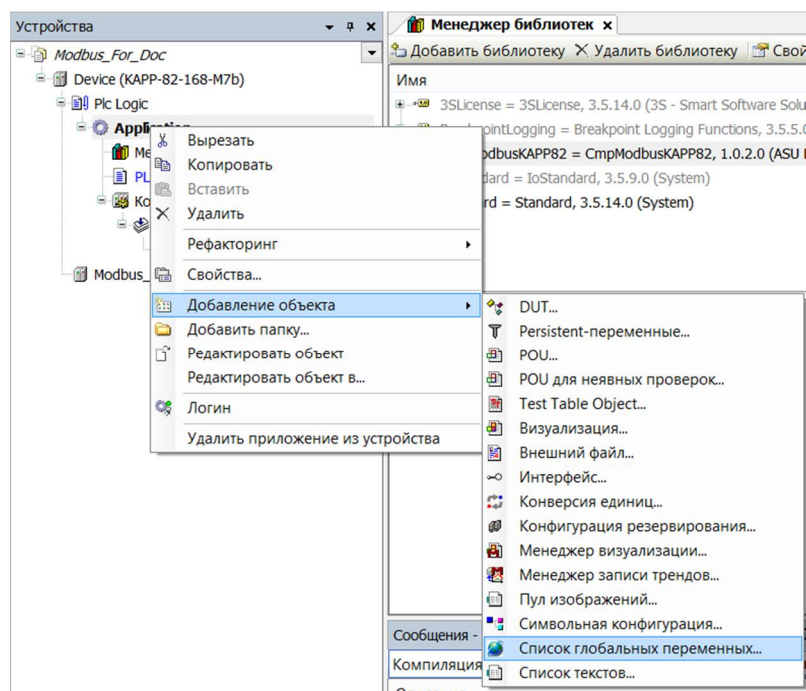 Устройства
Modbus_For_Doc
Device (KAPP-82-168-M7b)
Plc Logic
Application
PL
Modbus_
Вырезать
Копировать
Вставить
Удалить
Рефакторинг
Свойства...
Добавление объекта
Добавить папку...
Редактировать объект
Редактировать объект в...
Логин
Удалить приложение из устройства
Менеджер библиотек
Добавить библиотеку Удалить библиотеку Свой
Имя
3SLicense = 3SLicense, 3.5.14.0 (3S - Smart Software Solu
ointLogging = Breakpoint Logging Functions, 3.5.5.0
odbusKAPP82 = CmpModbusKAPP82, 1.0.2.0 (ASU
dard = IoStandard, 3.5.9.0 (System)
rd = Standard, 3.5.14.0 (System)
DUT...
Persistent-переменные...
POU...
POU для неявных проверок...
Test Table Object...
Визуализация...
Внешний файл...
Интерфейс...
Конверсия единиц...
Конфигурация резервирования...
Менеджер визуализации...
Менеджер записи трендов...
Пул изображений...
Символьная конфигурация...
Список глобальных переменных...
Список текстов...
Сообщения -
Компиляция